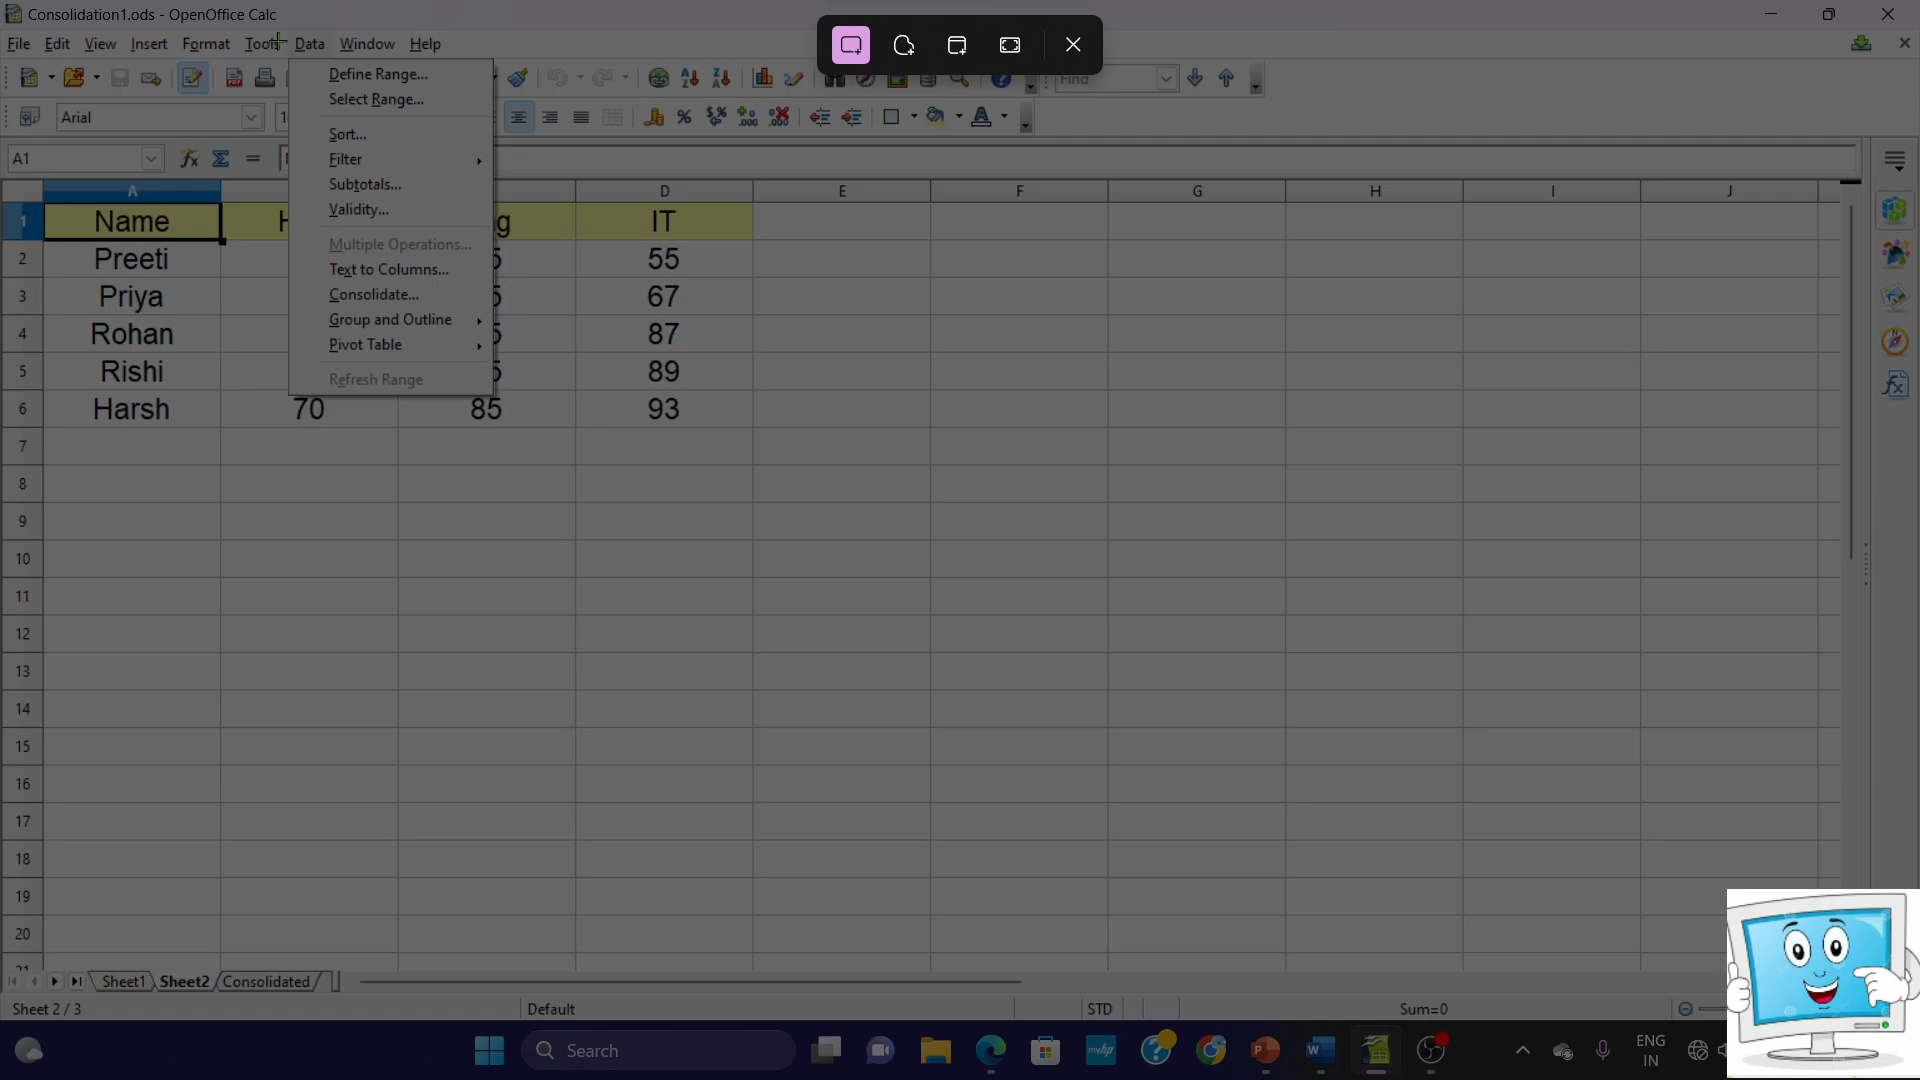 Consolidation1.ods - OpenOffice Calc
File Edit View Insert Format Tools Data Window Help
Define Range...
Select Range...
Sort...
Filter
Subtotals...
Validity...
Multiple Operations...
Text to Columns...
Consolidate...
Group and Outline
Pivot Table
Refresh Range
Find
Arial
A1
A D E F G H I J
1 Name IT
2 Preeti 55
3 Priya 67
4 Rohan 87
5 Rishi 89
6 Harsh 70 85 93
7
8
9
10
11
12
13
14
15
16
17
18
19
20
Sheet1 Sheet2 Consolidated
Sheet 2 / 3 Default STD Sum=0
Search
myhp
ENG
IN